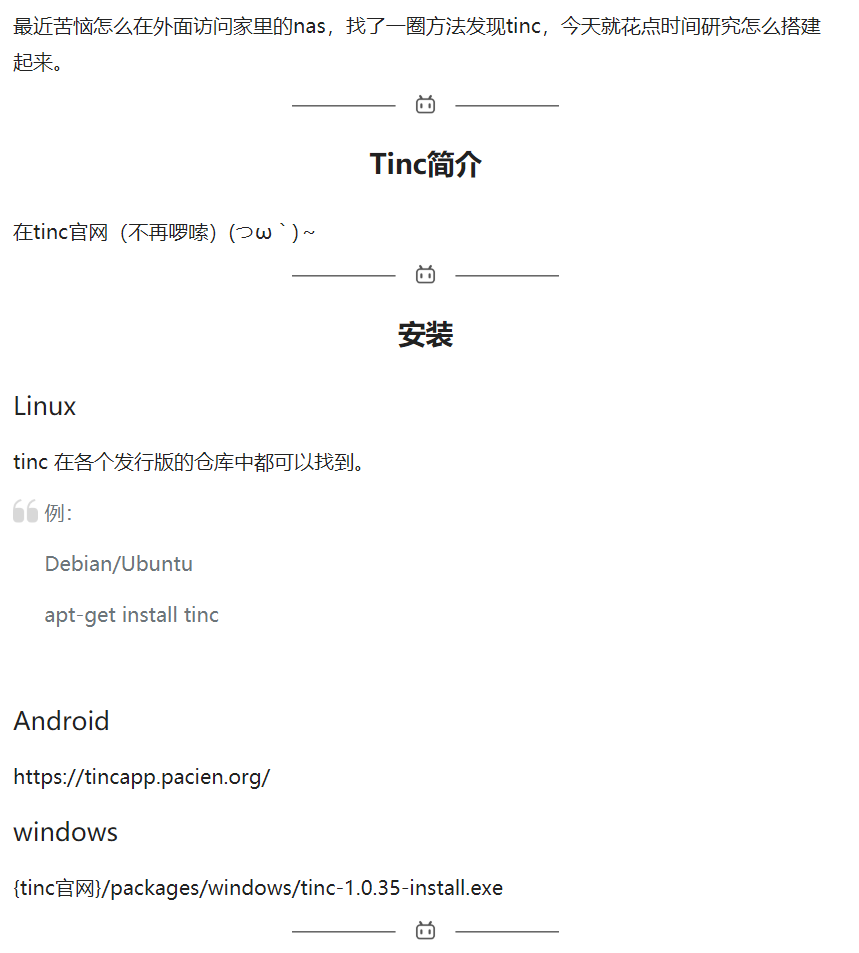 最近苦恼怎么在外面访问家里的nas，找了一圈方法发现tinc，今天就花点时间研究怎么搭建
起来。
Tinc简介
在tinc官网（不再啰嗦）(つω｀)～
安装
Linux
tinc 在各个发行版的仓库中都可以找到。
例：
Debian/Ubuntu
apt-get install tinc
Android
https://tincapp.pacien.org/
windows
{tinc官网}/packages/windows/tinc-1.0.35-install.exe